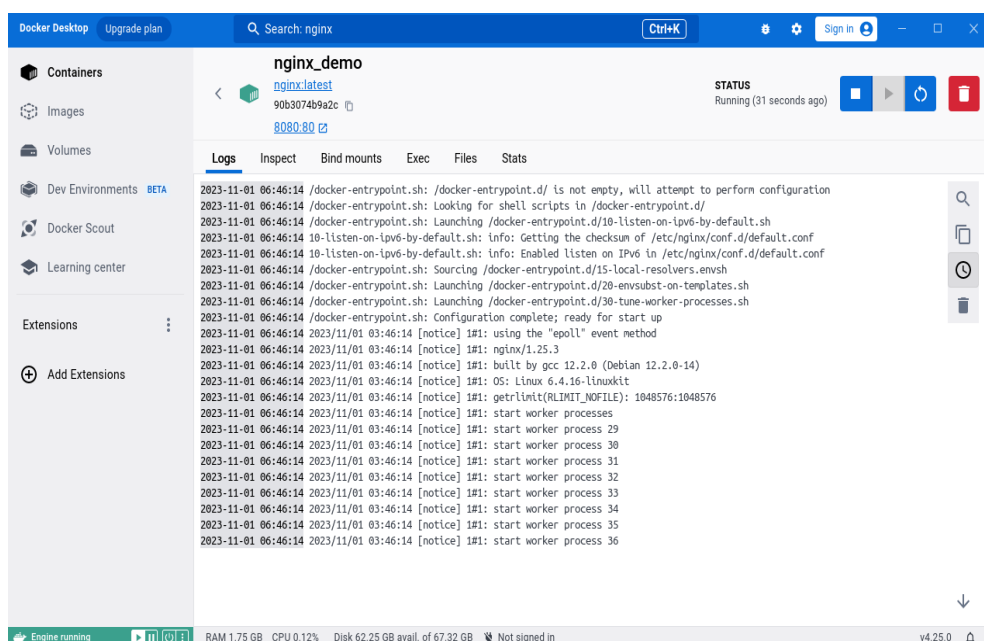 Docker Desktop Upgrade plan Search: nginx Ctrl+K Sign in
Containers
Images
Volumes
Dev Environments BETA
Docker Scout
Learning center
Extensions
Add Extensions
nginx_demo
nginx:latest
90b3074b9a2c
8080:80
STATUS
Running (31 seconds ago)
Logs Inspect Bind mounts Exec Files Stats
2023-11-01 06:46:14 /docker-entrypoint.sh: /docker-entrypoint.d/ is not empty, will attempt to perform configuration
2023-11-01 06:46:14 /docker-entrypoint.sh: Looking for shell scripts in /docker-entrypoint.d/
2023-11-01 06:46:14 /docker-entrypoint.sh: Launching /docker-entrypoint.d/10-listen-on-ipv6-by-default.sh
2023-11-01 06:46:14 10-listen-on-ipv6-by-default.sh: info: Getting the checksum of /etc/nginx/conf.d/default.conf
2023-11-01 06:46:14 10-listen-on-ipv6-by-default.sh: info: Enabled listen on IPv6 in /etc/nginx/conf.d/default.conf
2023-11-01 06:46:14 /docker-entrypoint.sh: Sourcing /docker-entrypoint.d/15-local-resolvers.envsh
2023-11-01 06:46:14 /docker-entrypoint.sh: Launching /docker-entrypoint.d/20-envsubst-on-templates.sh
2023-11-01 06:46:14 /docker-entrypoint.sh: Launching /docker-entrypoint.d/30-tune-worker-processes.sh
2023-11-01 06:46:14 /docker-entrypoint.sh: Configuration complete; ready for start up
2023-11-01 06:46:14 2023/11/01 03:46:14 [notice] 1#1: using the "epoll" event method
2023-11-01 06:46:14 2023/11/01 03:46:14 [notice] 1#1: nginx/1.25.3
2023-11-01 06:46:14 2023/11/01 03:46:14 [notice] 1#1: built by gcc 12.2.0 (Debian 12.2.0-14)
2023-11-01 06:46:14 2023/11/01 03:46:14 [notice] 1#1: OS: Linux 6.4.16-linuxkit
2023-11-01 06:46:14 2023/11/01 03:46:14 [notice] 1#1: getrlimit(RLIMIT_NOFILE): 1048576:1048576
2023-11-01 06:46:14 2023/11/01 03:46:14 [notice] 1#1: start worker processes
2023-11-01 06:46:14 2023/11/01 03:46:14 [notice] 1#1: start worker process 29
2023-11-01 06:46:14 2023/11/01 03:46:14 [notice] 1#1: start worker process 30
2023-11-01 06:46:14 2023/11/01 03:46:14 [notice] 1#1: start worker process 31
2023-11-01 06:46:14 2023/11/01 03:46:14 [notice] 1#1: start worker process 32
2023-11-01 06:46:14 2023/11/01 03:46:14 [notice] 1#1: start worker process 33
2023-11-01 06:46:14 2023/11/01 03:46:14 [notice] 1#1: start worker process 34
2023-11-01 06:46:14 2023/11/01 03:46:14 [notice] 1#1: start worker process 35
2023-11-01 06:46:14 2023/11/01 03:46:14 [notice] 1#1: start worker process 36
Engine running RAM 1.75 GB CPU 0.12% Disk 62.25 GB avail. of 67.32 GB Not signed in v4.25.0